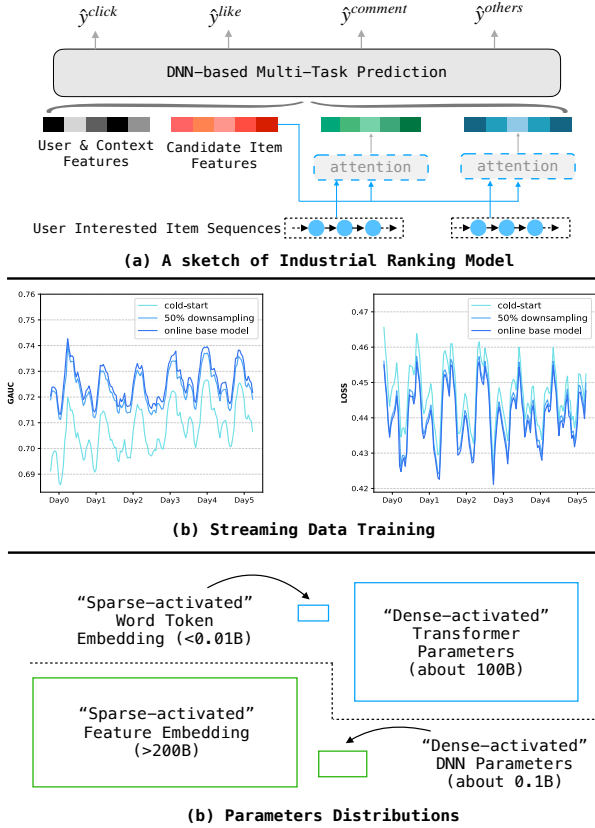 ŷclick ŷlike ŷcomment ŷothers
DNN-based Multi-Task Prediction
User & Context
Features
Candidate Item
Features
attention
attention
User Interested Item Sequences
(a) A sketch of Industrial Ranking Model
0.76
0.75
0.74
0.73
0.72
0.71
0.70
0.69
GAUC
cold-start
50% downsampling
online base model
Day0 Day1 Day2 Day3 Day4 Day5
0.47
0.46
0.45
0.44
0.43
0.42
LOSS
cold-start
50% downsampling
online base model
Day0 Day1 Day2 Day3 Day4 Day5
(b) Streaming Data Training
“Sparse-activated”
Word Token
Embedding (<0.01B)
“Dense-activated”
Transformer
Parameters
(about 100B)
“Sparse-activated”
Feature Embedding
(>200B)
“Dense-activated”
DNN Parameters
(about 0.1B)
(b) Parameters Distributions